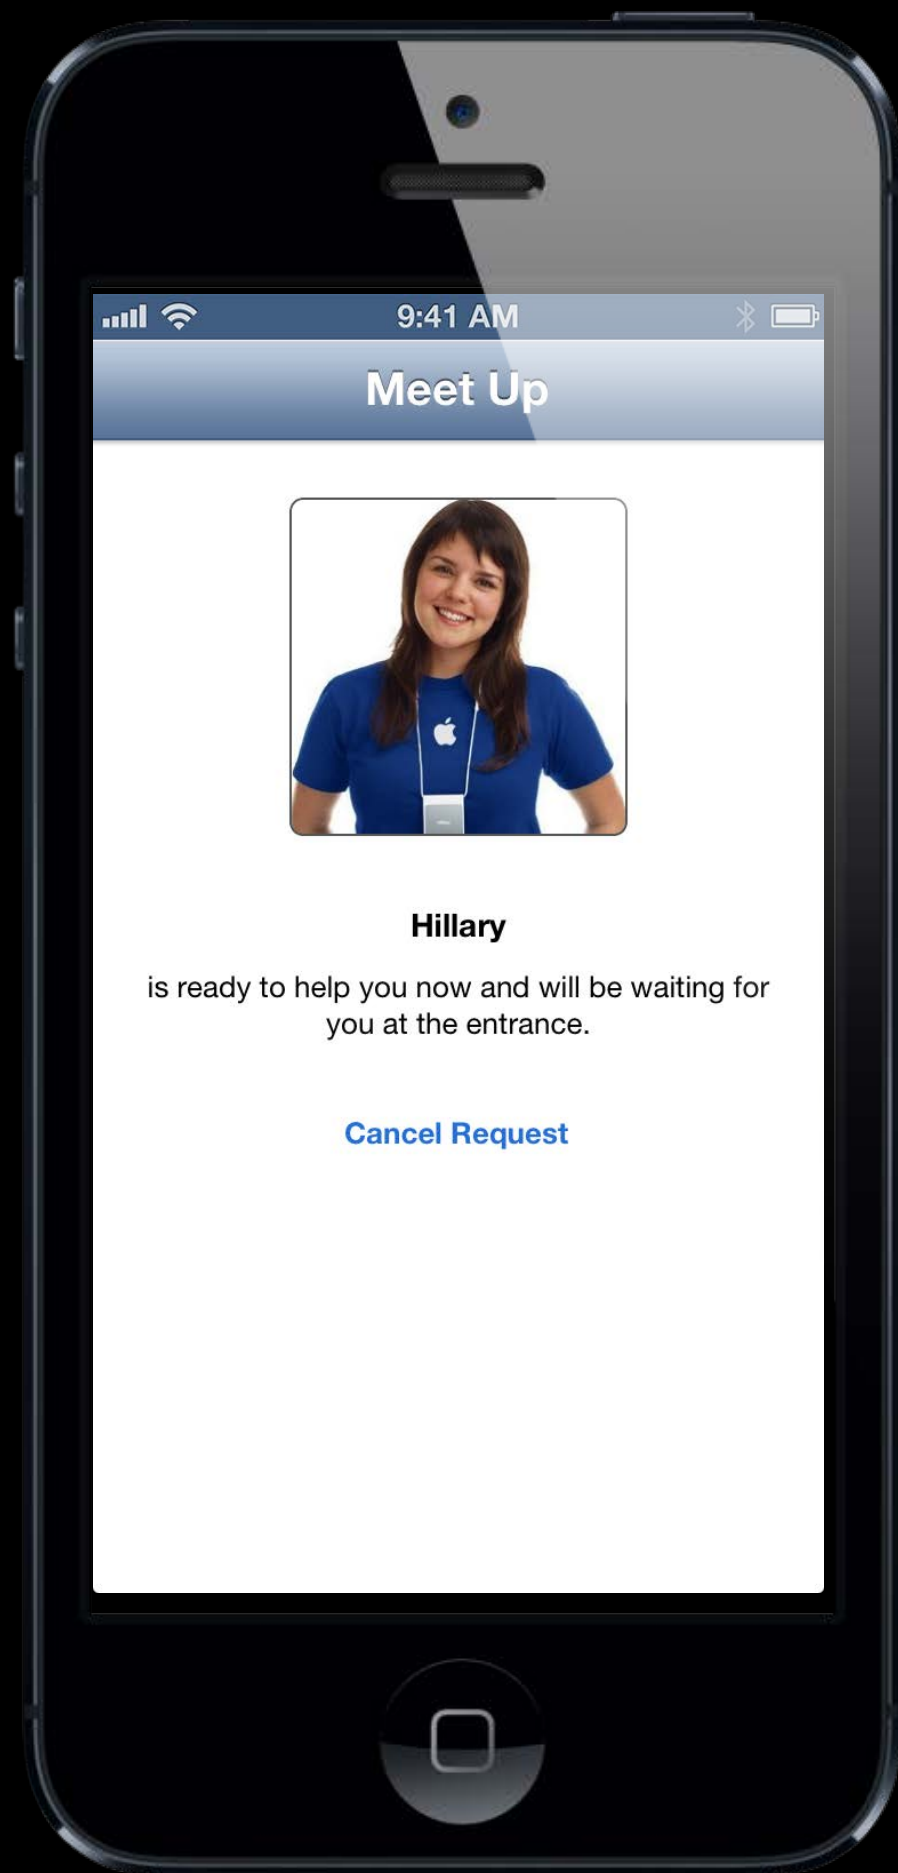 9:41 AM
Meet Up
Hillary
is ready to help you now and will be waiting for
you at the entrance.
Cancel Request